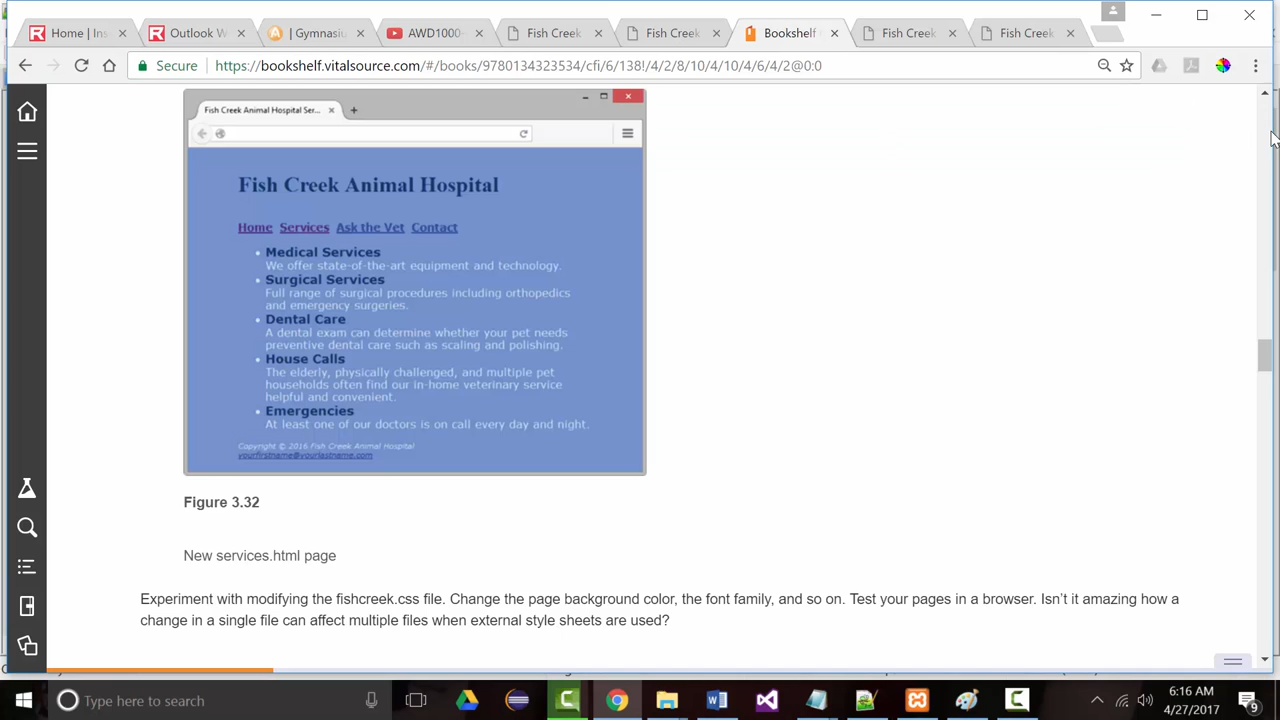 Home | Ins
Outlook W
| Gymnasiu
AWD1000-
Fish Creek
Fish Creek
Bookshelf
Fish Creek
Fish Creek
Secure
https://bookshelf.vitalsource.com/#/books/9780134323534/cfi/6/138!/4/2/8/10/4/10/4/6/4/2@0:0
Fish Creek Animal Hospital Ser...
Fish Creek Animal Hospital
Home Services Ask the Vet Contact
• Medical Services
We offer state-of-the-art equipment and technology.
• Surgical Services
Full range of surgical procedures including orthopedics
and emergency surgeries.
• Dental Care
A dental exam can determine whether your pet needs
preventive dental care such as scaling and polishing.
• House Calls
The elderly, physically challenged, and multiple pet
households often find our in-home veterinary service
helpful and convenient.
• Emergencies
At least one of our doctors is on call every day and night.
Copyright © 2016 Fish Creek Animal Hospital
yourfirstname@yourlastname.com
Figure 3.32
New services.html page
Experiment with modifying the fishcreek.css file. Change the page background color, the font family, and so on. Test your pages in a browser. Isn't it amazing how a
change in a single file can affect multiple files when external style sheets are used?
Type here to search
6:16 AM
4/27/2017
9